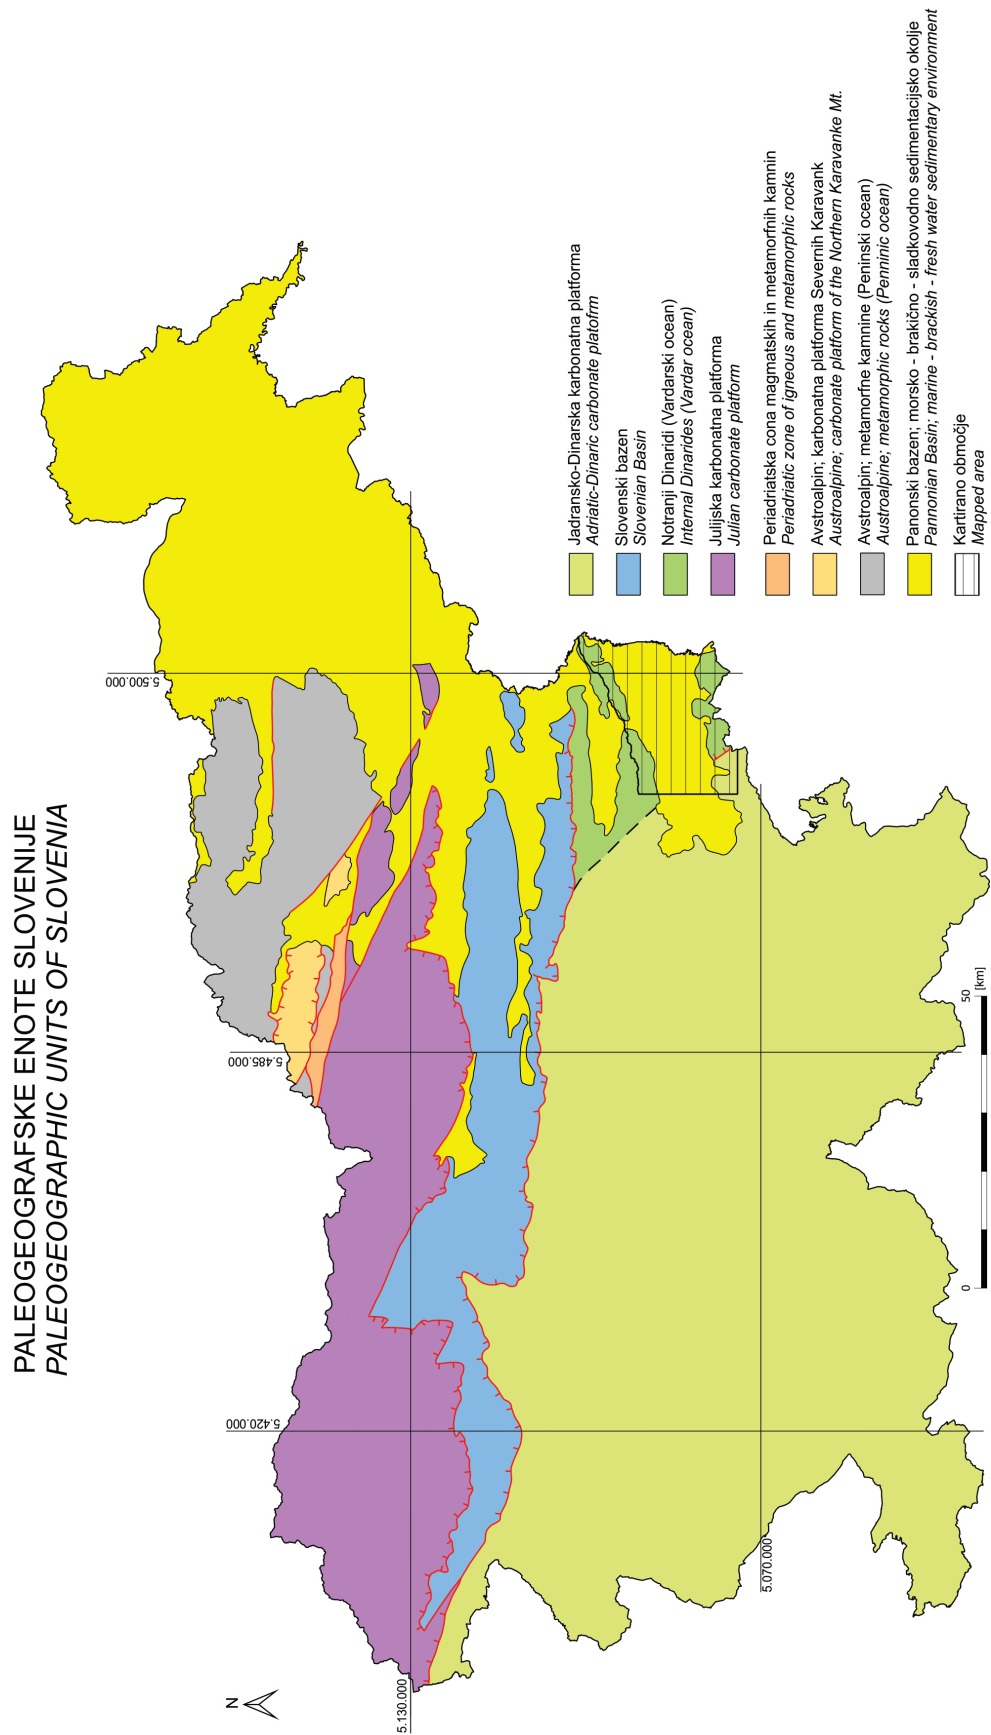 PALEOGEOGRAFSKE ENOTE SLOVENIJE
PALEOGEOGRAPHIC UNITS OF SLOVENIA
N
5.420.000
5.485.000
5.500.000
5.130.000
5.070.000
Jadransko-Dinarska karbonatna platforma
Adriatic-Dinaric carbonate platofrm
Slovenski bazen
Slovenian Basin
Notranji Dinaridi (Vardarski ocean)
Internal Dinarides (Vardar ocean)
Julijska karbonatna platforma
Julian carbonate platform
Periadriatska cona magmatskih in metamorfnih kamnin
Periadriatic zone of igneous and metamorphic rocks
Avstroalpin; karbonatna platforma Severnih Karavank
Austroalpine; carbonate platform of the Northern Karavanke Mt.
Avstroalpin; metamorfne kamnine (Peninski ocean)
Austroalpine; metamorphic rocks (Penninic ocean)
Panonski bazen; morsko - brakično - sladkovodno sedimentacijsko okolje
Pannonian Basin; marine - brackish - fresh water sedimentary environment
Kartirano območje
Mapped area
0 50 [km]